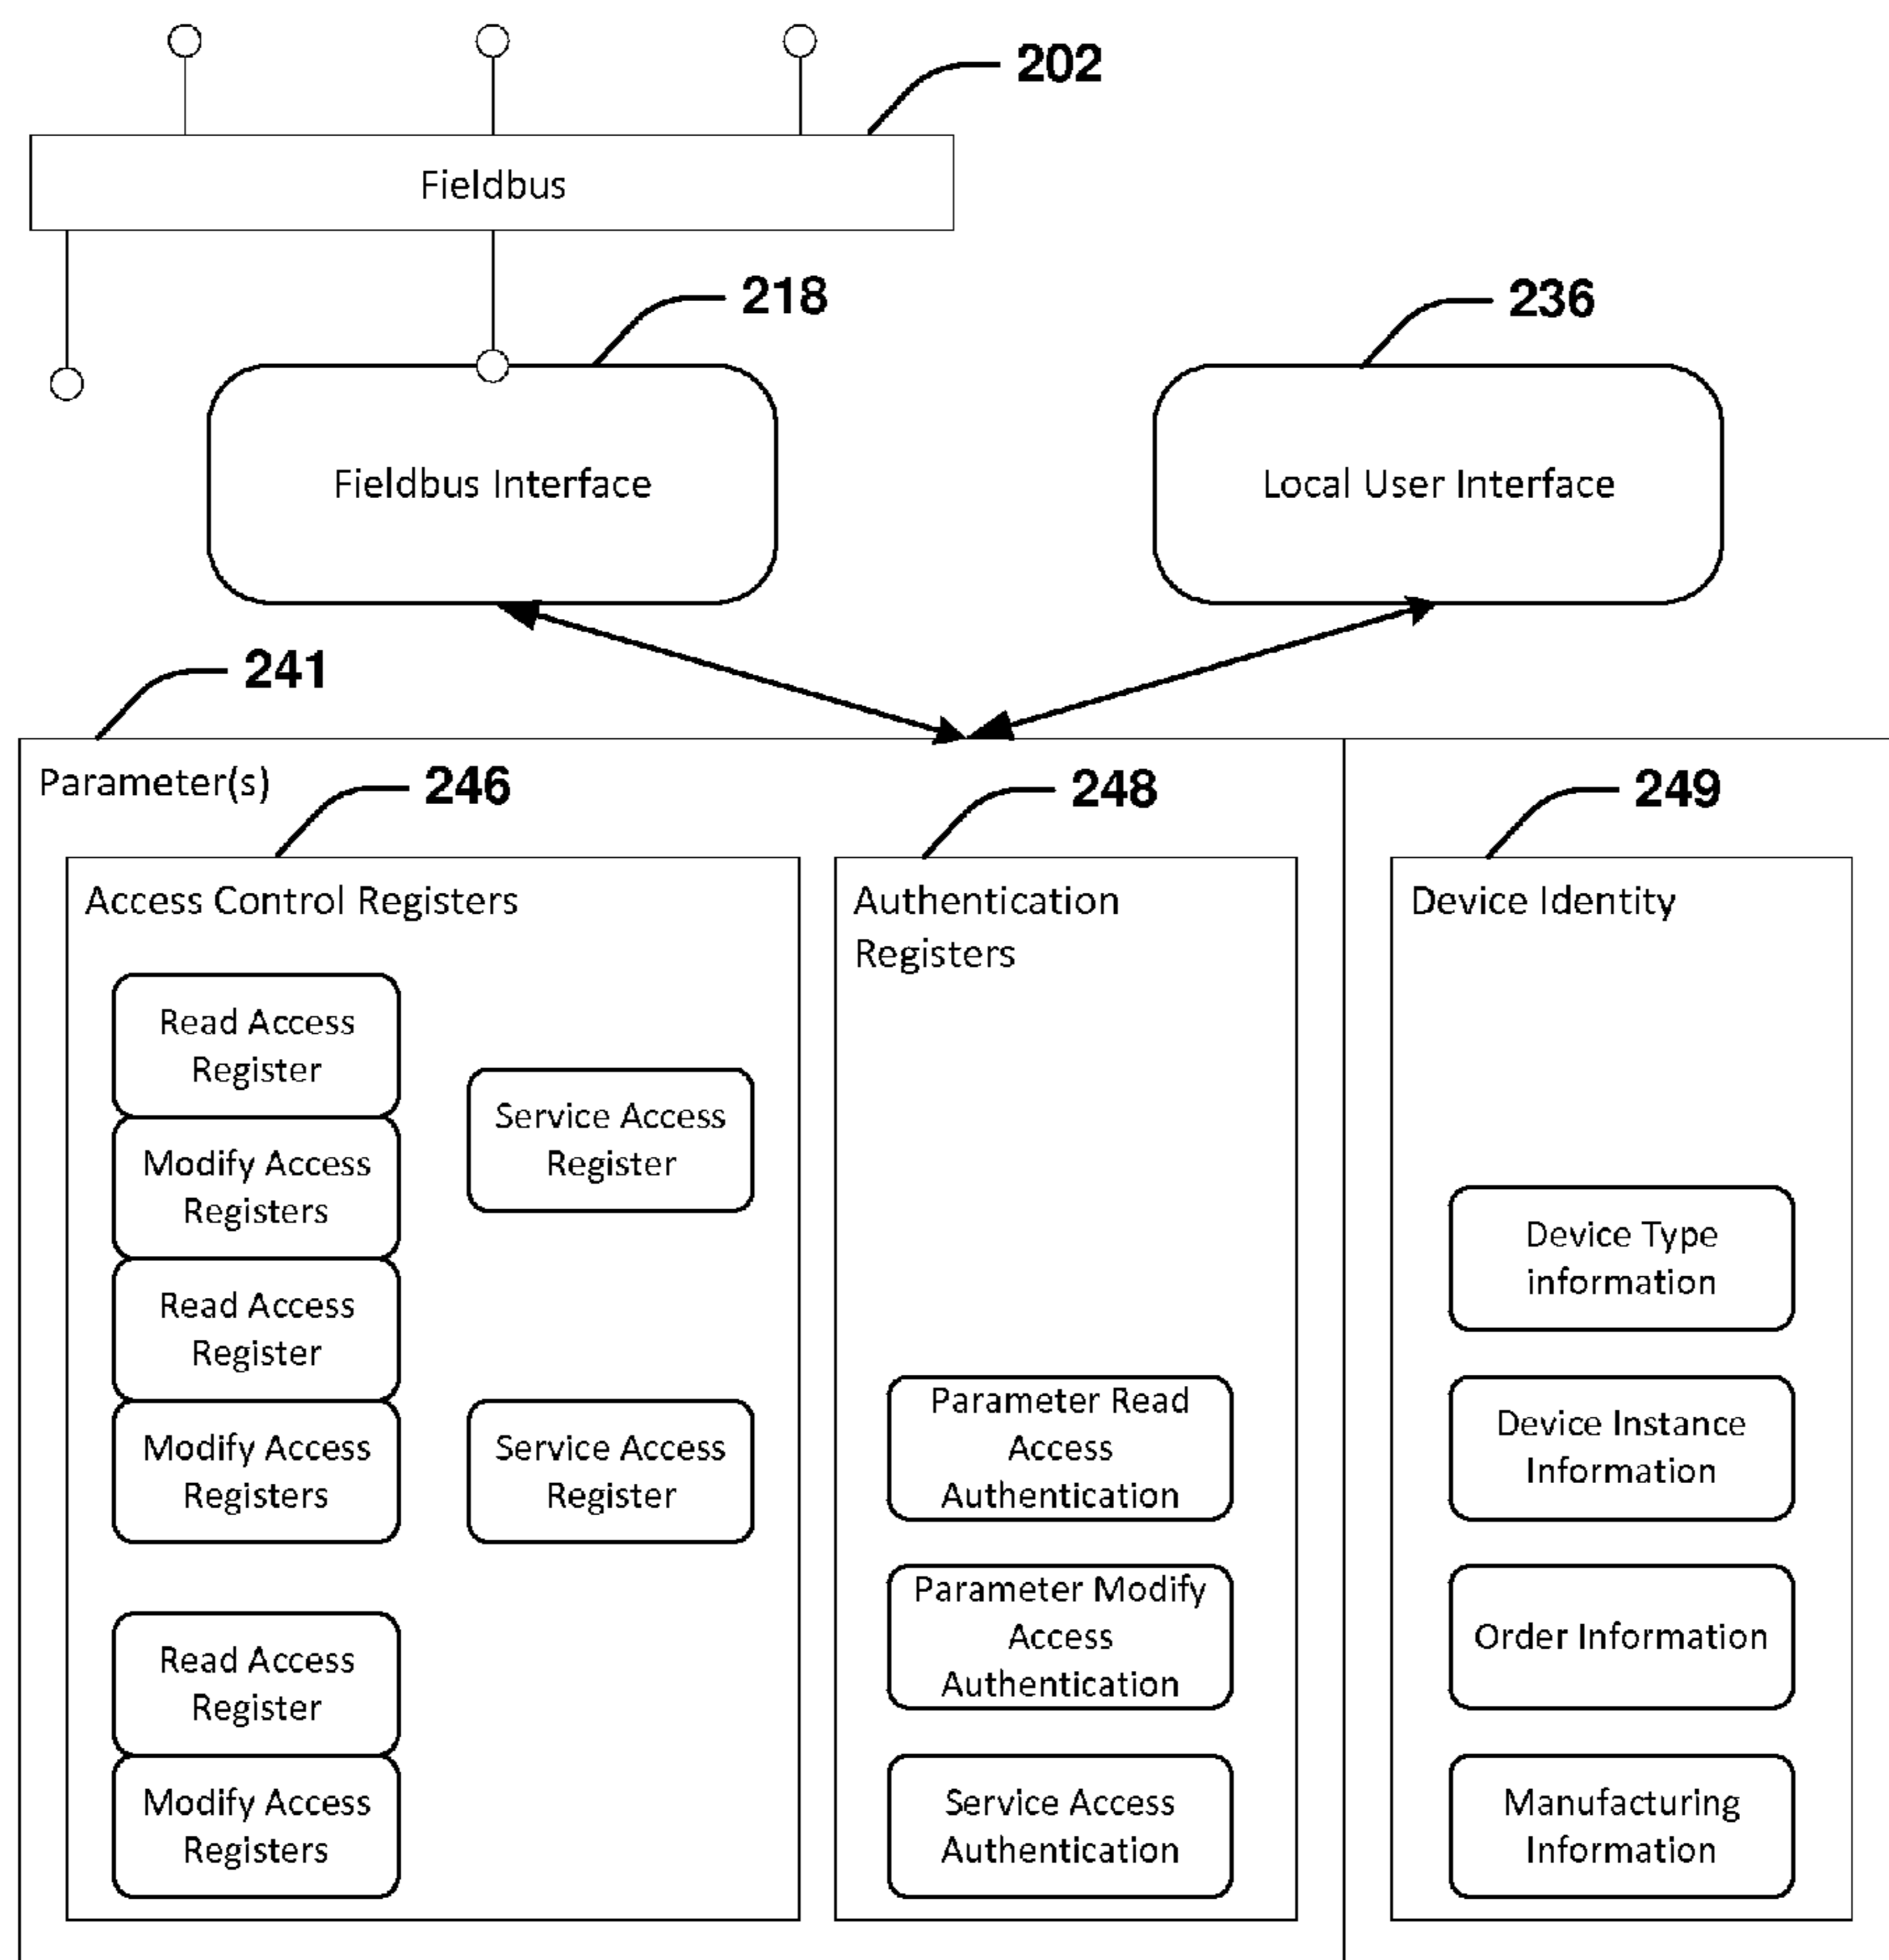 202
Fieldbus
218
236
Fieldbus Interface
Local User Interface
241
Parameter(s)
246
248
249
Access Control Registers
Read Access
Register
Modify Access
Registers
Read Access
Register
Modify Access
Registers
Read Access
Register
Modify Access
Registers
Service Access
Register
Service Access
Register
Authentication
Registers
Parameter Read
Access
Authentication
Parameter Modify
Access
Authentication
Service Access
Authentication
Device Identity
Device Type
information
Device Instance
Information
Order Information
Manufacturing
Information